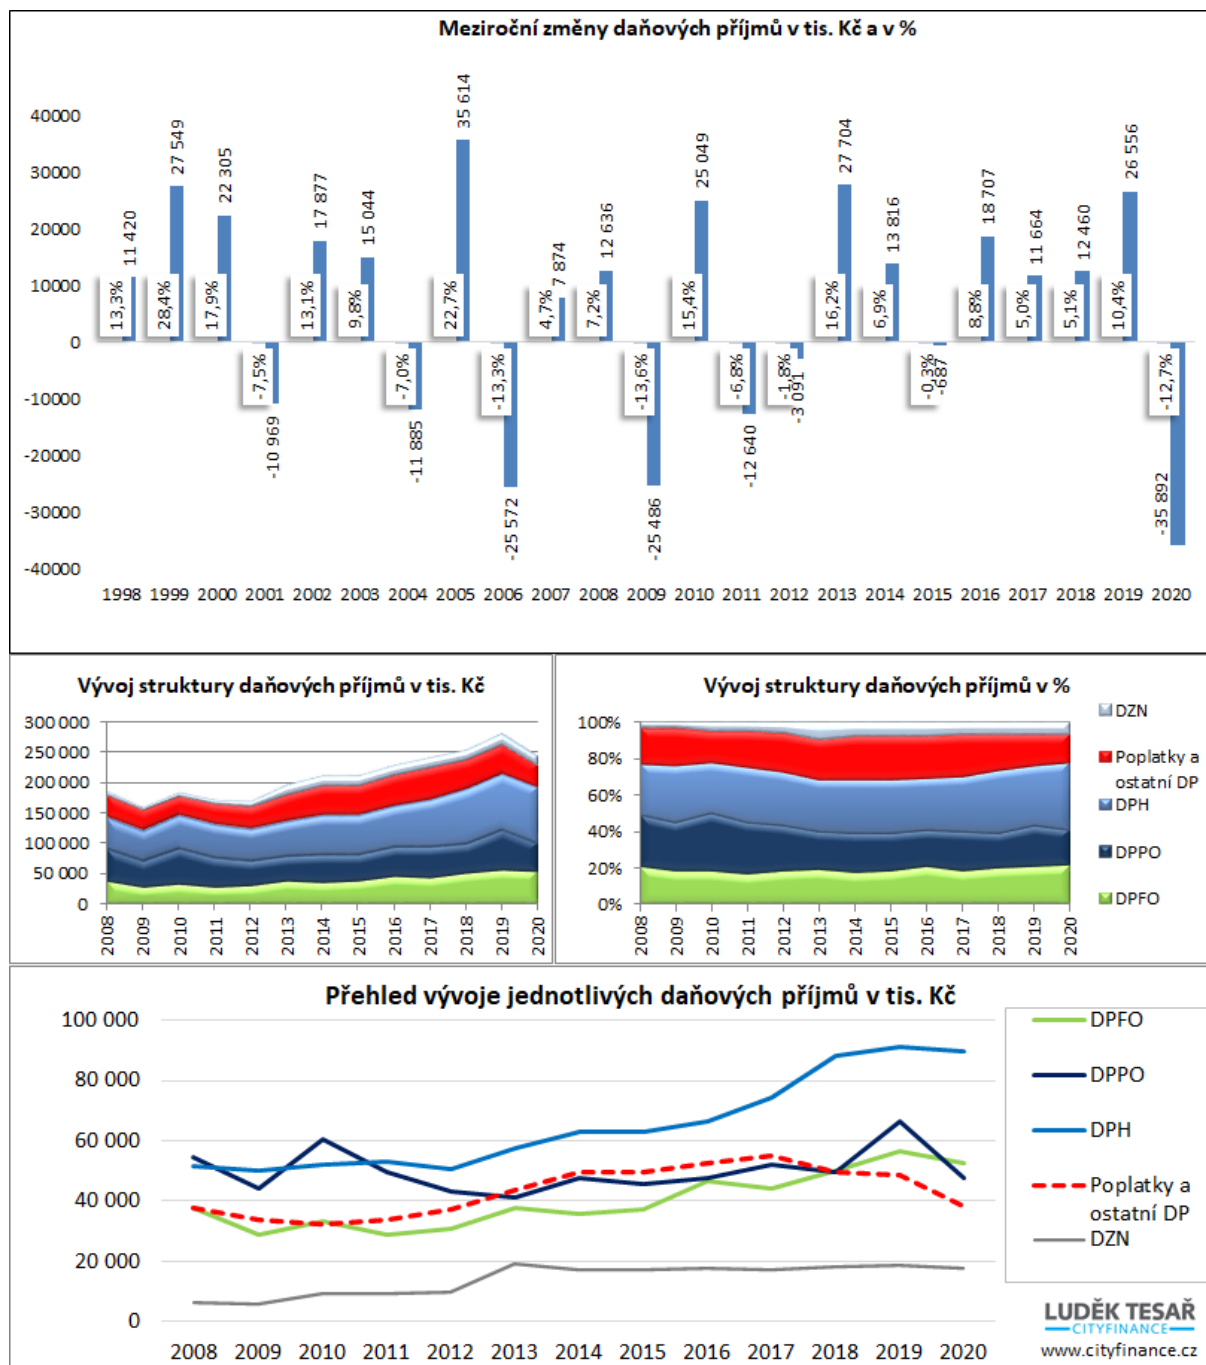 Meziroční změny daňových příjmů v tis. Kč a v %
40000
30000
20000
10000
0
-10000
-20000
-30000
-40000
13,3% 11 420
28,4% 27 549
17,9% 22 305
-7,5% -10 969
13,1% 17 877
9,8% 15 044
-7,0% -11 885
22,7% 35 614
-13,3% -25 572
4,7% 7 874
7,2% 12 636
-13,6% -25 486
15,4% 25 049
-6,8% -12 640
-1,8% -3 091
16,2% 27 704
6,9% 13 816
-0,3% -687
8,8% 18 707
5,0% 11 664
5,1% 12 460
10,4% 26 556
-12,7% -35 892
1998 1999 2000 2001 2002 2003 2004 2005 2006 2007 2008 2009 2010 2011 2012 2013 2014 2015 2016 2017 2018 2019 2020
Vývoj struktury daňových příjmů v tis. Kč
300 000
250 000
200 000
150 000
100 000
50 000
0
2008 2009 2010 2011 2012 2013 2014 2015 2016 2017 2018 2019 2020
Vývoj struktury daňových příjmů v %
100%
80%
60%
40%
20%
0%
2008 2009 2010 2011 2012 2013 2014 2015 2016 2017 2018 2019 2020
DZN
Poplatky a
ostatní DP
DPH
DPPO
DPFO
Přehled vývoje jednotlivých daňových příjmů v tis. Kč
100 000
80 000
60 000
40 000
20 000
0
2008 2009 2010 2011 2012 2013 2014 2015 2016 2017 2018 2019 2020
DPFO
DPPO
DPH
Poplatky a
ostatní DP
DZN
LUDĚK TESAŘ
CITYFINANCE
www.cityfinance.cz